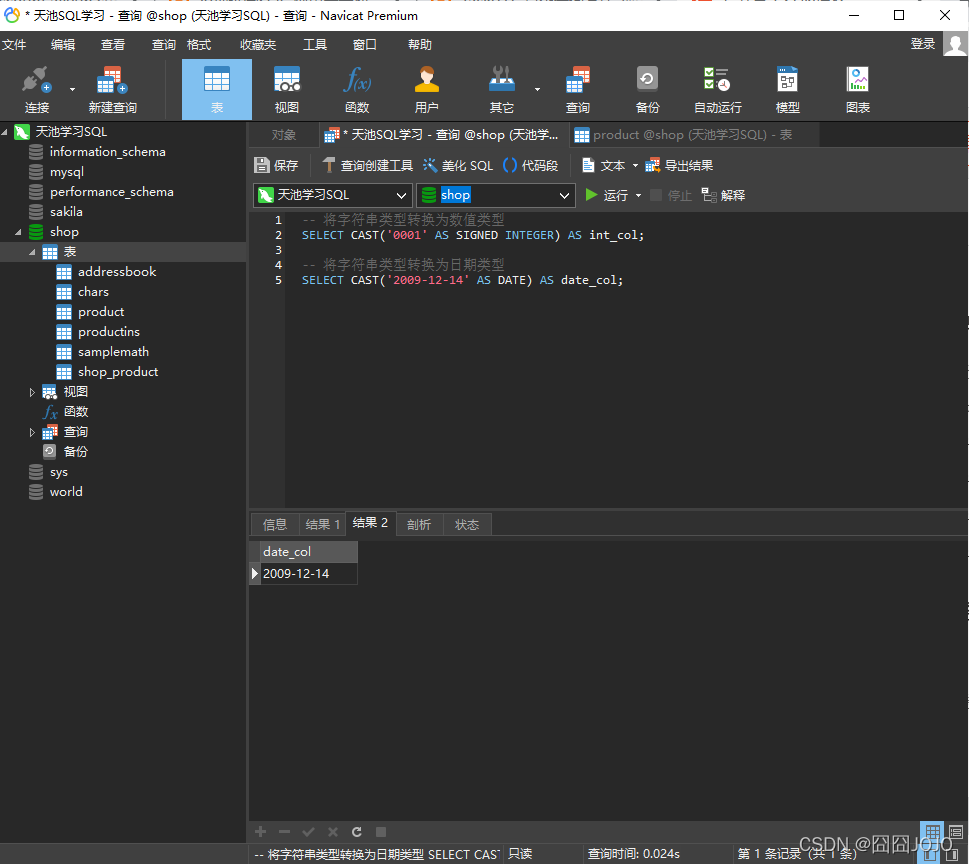 * 天池SQL学习 - 查询 @shop (天池学习SQL) - 查询 - Navicat Premium
文件 编辑 查看 查询 格式 收藏夹 工具 窗口 帮助 登录
连接 新建查询 表 视图 函数 用户 其它 查询 备份 自动运行 模型 图表
天池学习SQL
information_schema
mysql
performance_schema
sakila
shop
表
addressbook
chars
product
productins
samplemath
shop_product
视图
函数
查询
备份
sys
world
对象 * 天池SQL学习 - 查询 @shop (天池学... product @shop (天池学习SQL) - 表
保存 查询创建工具 美化 SQL () 代码段 文本 导出结果
天池学习SQL shop 运行 停止 解释
1 -- 将字符串类型转换为数值类型
2 SELECT CAST('0001' AS SIGNED INTEGER) AS int_col;
3
4 -- 将字符串类型转换为日期类型
5 SELECT CAST('2009-12-14' AS DATE) AS date_col;
信息 结果 1 结果 2 剖析 状态
date_col
2009-12-14
-- 将字符串类型转换为日期类型 SELECT CAS 只读 查询时间: 0.024s 第 1 条记录 (共 1 条)
CSDN @囧囧JOJO